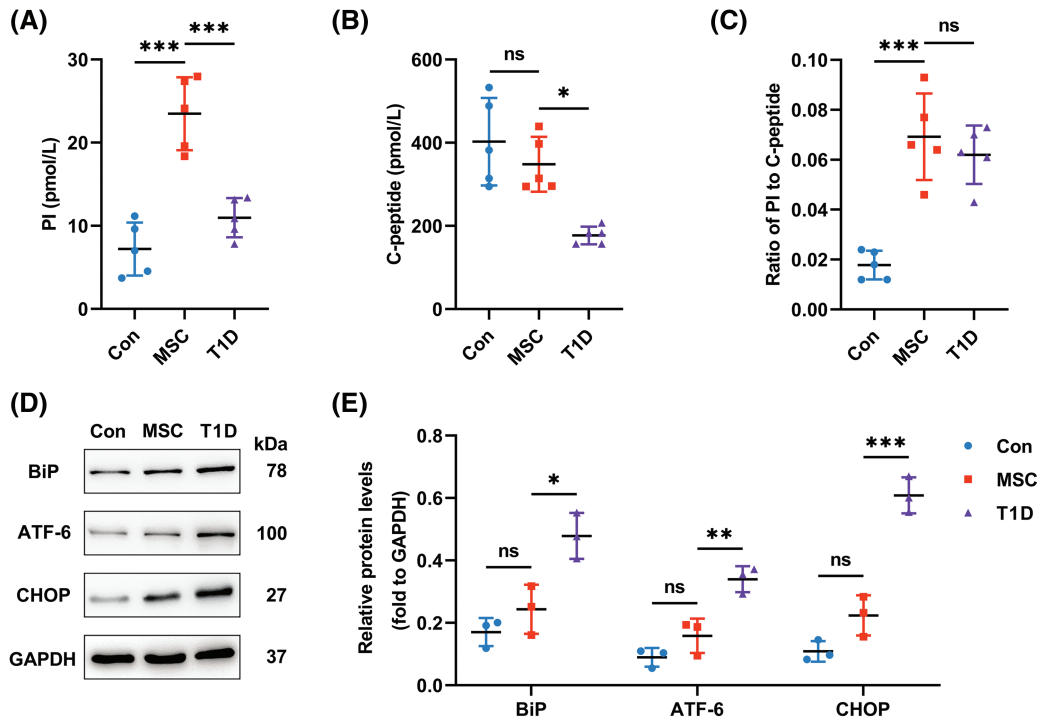 (A)
***
***
PI (pmol/L)
30
20
10
0
Con
MSC
T1D
(B)
ns
*
C-peptide (pmol/L)
600
400
200
0
Con
MSC
T1D
(C)
***
ns
Ratio of PI to C-peptide
0.10
0.08
0.06
0.04
0.02
0.00
Con
MSC
T1D
(D)
Con MSC T1D
kDa
BiP 78
ATF-6 100
CHOP 27
GAPDH 37
(E)
Relative protein levels
(fold to GAPDH)
0.8
0.6
0.4
0.2
0.0
ns
*
ns
**
ns
***
BiP
ATF-6
CHOP
Con
MSC
T1D